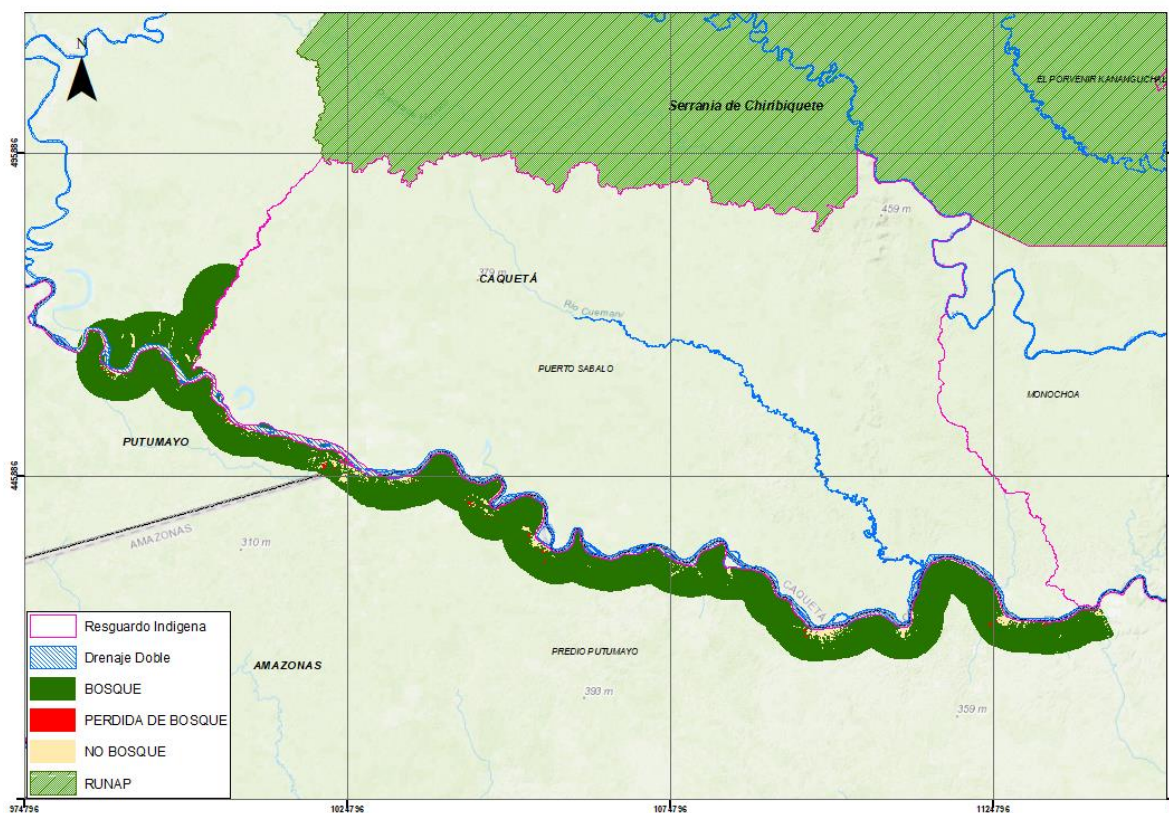 N
Serrania de Chiribiquete
EL PORVENIR KANANGUCHAL
495886
459 m
379 m
CAQUETÁ
Río Cuemaní
PUERTO SABALO
MONOCHOA
PUTUMAYO
445886
AMAZONAS
310 m
CAQUETÁ
PREDIO PUTUMAYO
AMAZONAS
393 m
359 m
Resguardo Indigena
Drenaje Doble
BOSQUE
PERDIDA DE BOSQUE
NO BOSQUE
RUNAP
974796
1024796
1074796
1124796